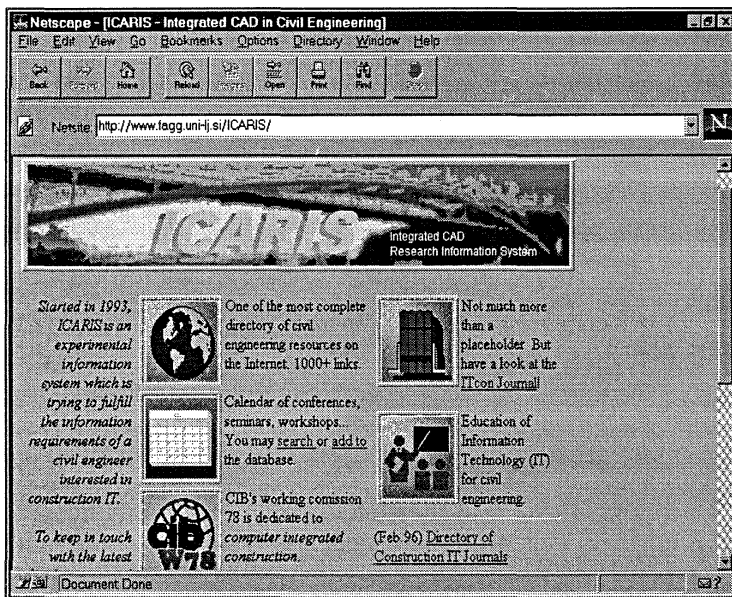 Netscape - [ICARIS - Integrated CAD in Civil Engineering]
File Edit View Go Bookmarks Options Directory Window Help
Back Forward Home Reload Images Open Print Find Stop
Netsite: http://www.fagg.uni-lj.si/ICARIS/
N
ICARIS
Integrated CAD
Research Information System
Started in 1993,
ICARIS is an
experimental
information
system which is
trying to fulfill
the information
requirements of a
civil engineer
interested in
construction IT.
To keep in touch
with the latest
One of the most complete
directory of civil
engineering resources on
the Internet. 1000+ links.
Calendar of conferences,
seminars, workshops...
You may search or add to
the database.
cib
W78
CIB's working comission
78 is dedicated to
computer integrated
construction.
Not much more
than a
placeholder. But
have a look at the
ITcon Journal!
Education of
Information
Technology (IT)
for civil
engineering.
(Feb.96) Directory of
Construction IT Journals
Document Done